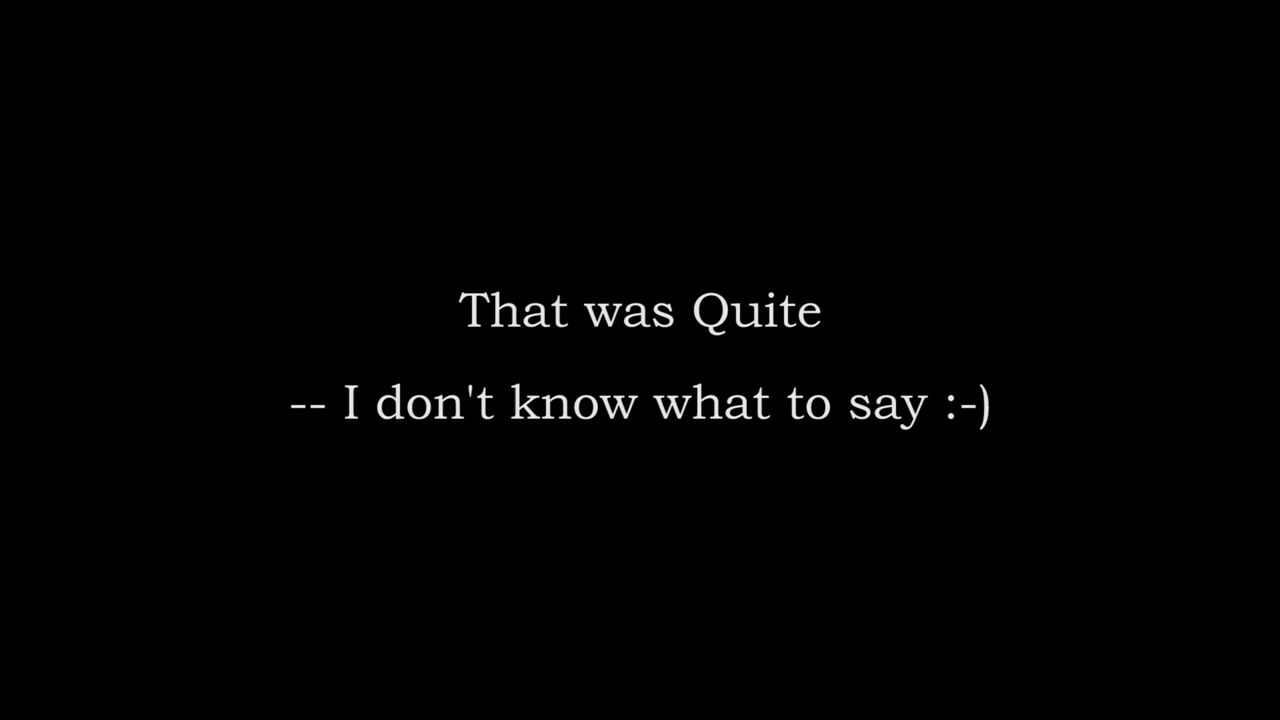 That was Quite
-- I don't know what to say :-)